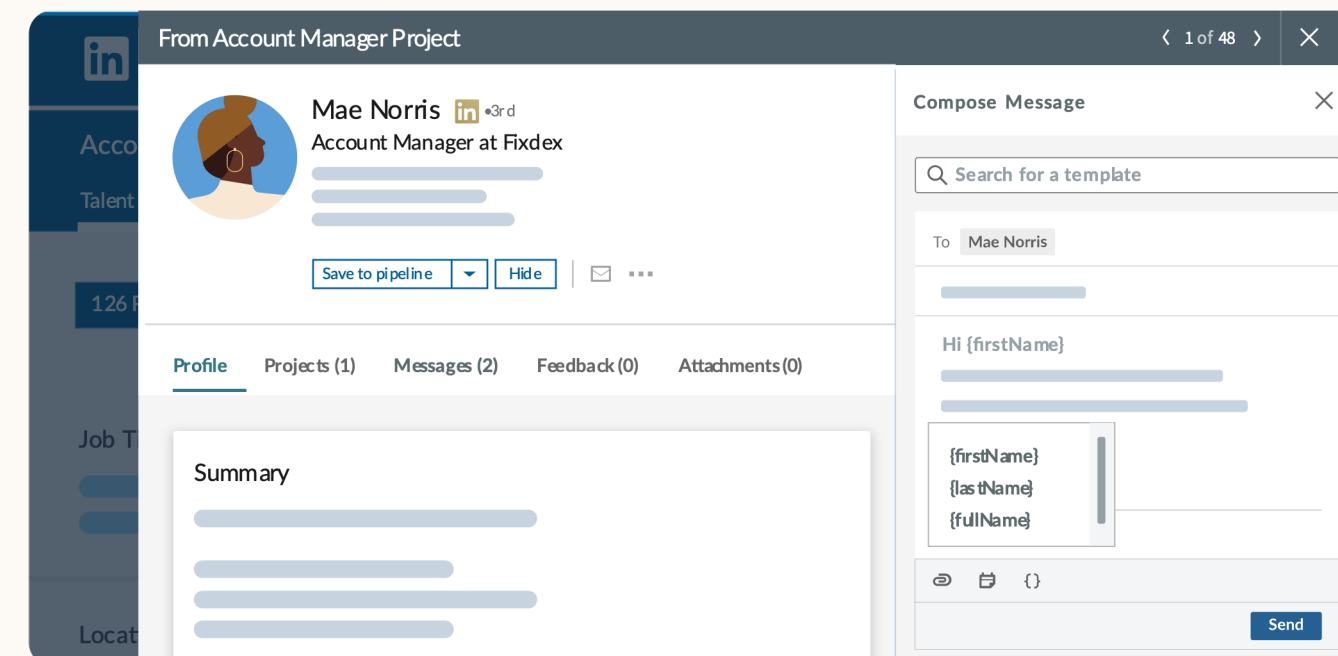 From Account Manager Project
1 of 48
in
Acco
Talent
126
Job T
Locat
Mae Norris in •3rd
Account Manager at Fixdex
Save to pipeline
Hide
Profile Projects (1) Messages (2) Feedback (0) Attachments (0)
Summary
Compose Message
Search for a template
To Mae Norris
Hi {firstName}
{firstName}
{lastName}
{fullName}
{}
Send